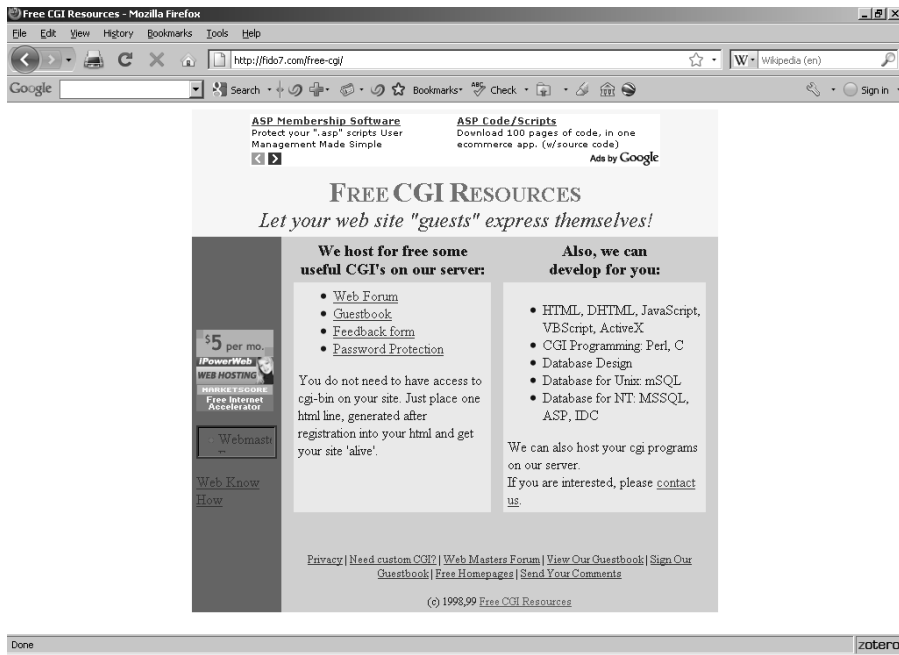 Free CGI Resources - Mozilla Firefox
File Edit View History Bookmarks Tools Help
http://fido7.com/free-cgi/
W Wikipedia (en)
Google Search Bookmarks ABC Check Sign in
ASP Membership Software
Protect your ".asp" scripts User
Management Made Simple
ASP Code/Scripts
Download 100 pages of code, in one
ecommerce app. (w/source code)
Ads by Google
FREE CGI RESOURCES
Let your web site "guests" express themselves!
$5 per mo.
iPowerWeb
WEB HOSTING
MARKETSCORE
Free Internet
Accelerator
Webmaste
Web Know
How
We host for free some
useful CGI's on our server:
• Web Forum
• Guestbook
• Feedback form
• Password Protection
You do not need to have access to
cgi-bin on your site. Just place one
html line, generated after
registration into your html and get
your site 'alive'.
Also, we can
develop for you:
• HTML, DHTML, JavaScript,
VBScript, ActiveX
• CGI Programming: Perl, C
• Database Design
• Database for Unix: mSQL
• Database for NT: MSSQL,
ASP, IDC
We can also host your cgi programs
on our server.
If you are interested, please contact
us.
Privacy | Need custom CGI? | Web Masters Forum | View Our Guestbook | Sign Our
Guestbook | Free Homepages | Send Your Comments
(c) 1998,99 Free CGI Resources
Done
zotero